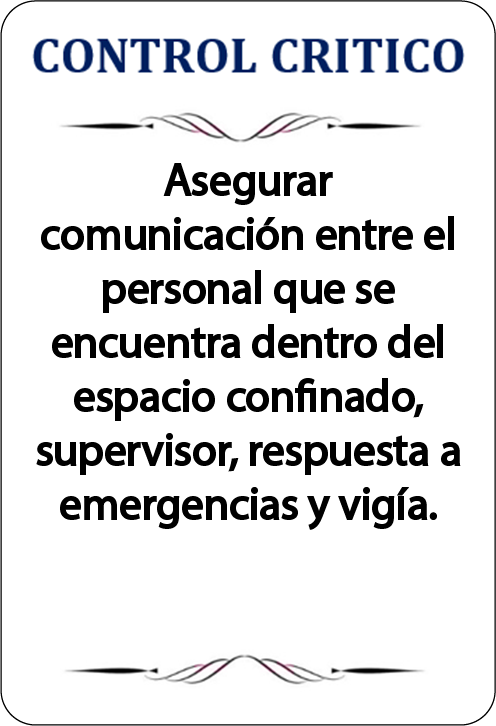 CONTROL CRITICO
Asegurar
comunicación entre el
personal que se
encuentra dentro del
espacio confinado,
supervisor, respuesta a
emergencias y vigía.